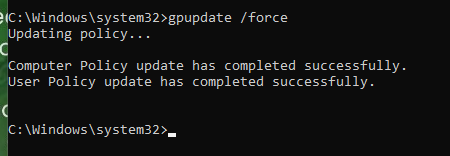 C:\Windows\system32>gpupdate /force
Updating policy...
Computer Policy update has completed successfully.
User Policy update has completed successfully.
C:\Windows\system32>